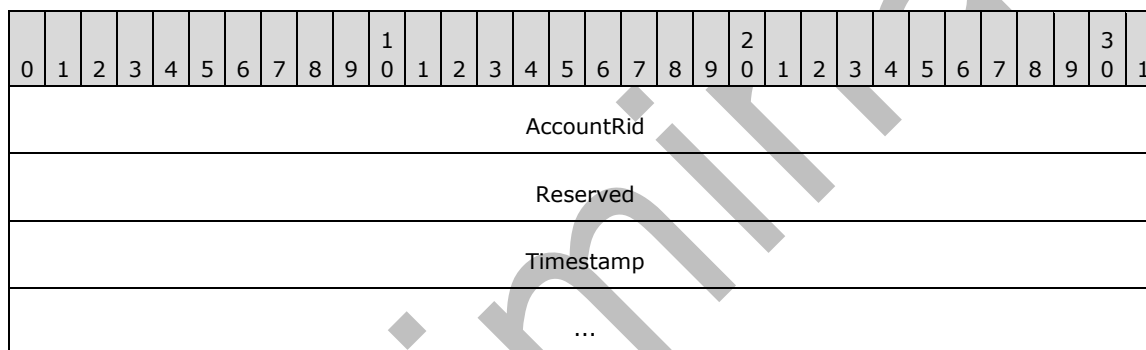 1 2 3
0 1 2 3 4 5 6 7 8 9 0 1 2 3 4 5 6 7 8 9 0 1 2 3 4 5 6 7 8 9 0 1
AccountRid
Reserved
Timestamp
...